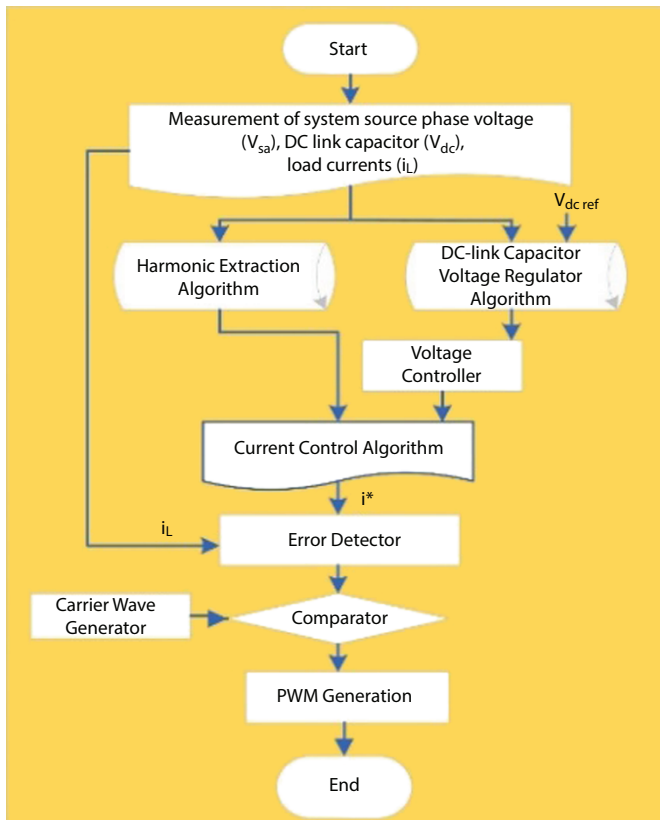 Start
Measurement of system source phase voltage
(Vsa), DC link capacitor (Vdc),
load currents (iL)
Vdc ref
Harmonic Extraction
Algorithm
DC-link Capacitor
Voltage Regulator
Algorithm
Voltage
Controller
Current Control Algorithm
i*
iL
Error Detector
Carrier Wave
Generator
Comparator
PWM Generation
End